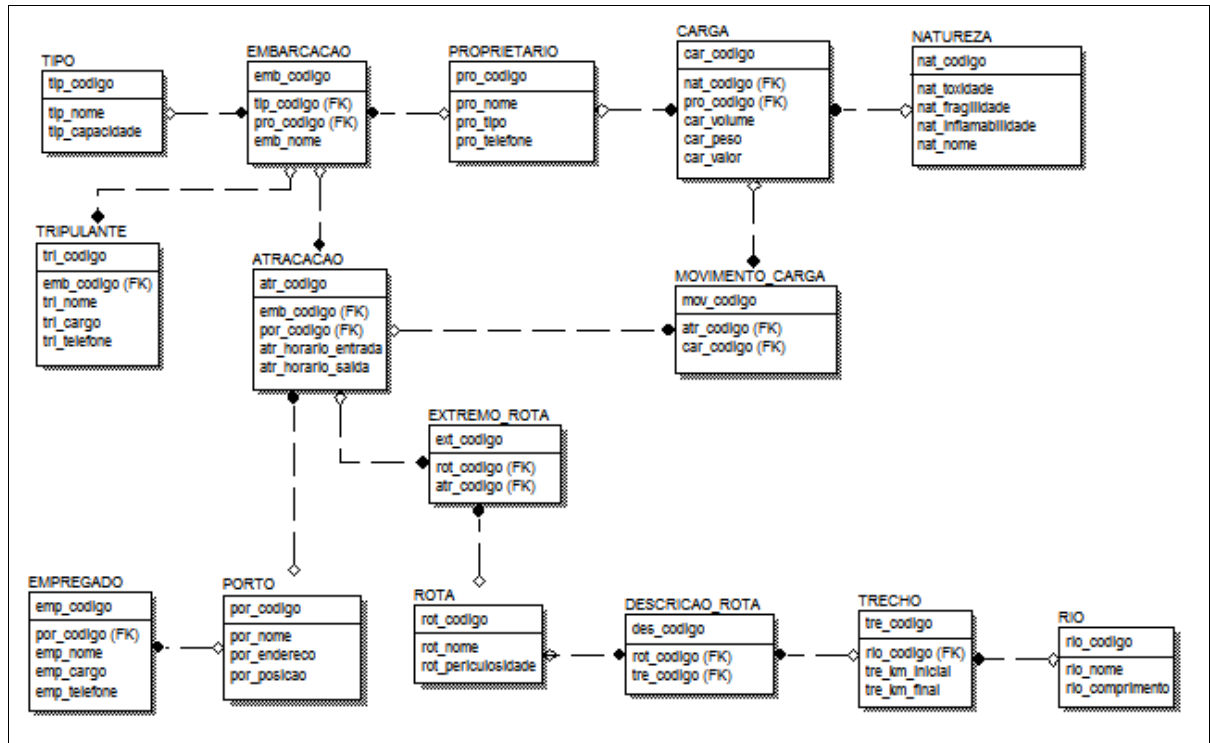 TIPO
tip_codigo
tip_nome
tip_capacidade
EMBARCACAO
emb_codigo
tip_codigo (FK)
pro_codigo (FK)
emb_nome
PROPRIETARIO
pro_codigo
pro_nome
pro_tipo
pro_telefone
CARGA
car_codigo
nat_codigo (FK)
pro_codigo (FK)
car_volume
car_peso
car_valor
NATUREZA
nat_codigo
nat_toxidade
nat_fragilidade
nat_inflamabilidade
nat_nome
TRIPULANTE
tri_codigo
emb_codigo (FK)
tri_nome
tri_cargo
tri_telefone
ATRACACAO
atr_codigo
emb_codigo (FK)
por_codigo (FK)
atr_horario_entrada
atr_horario_saida
MOVIMENTO_CARGA
mov_codigo
atr_codigo (FK)
car_codigo (FK)
EXTREMO_ROTA
ext_codigo
rot_codigo (FK)
atr_codigo (FK)
EMPREGADO
emp_codigo
por_codigo (FK)
emp_nome
emp_cargo
emp_telefone
PORTO
por_codigo
por_nome
por_endereco
por_posicao
ROTA
rot_codigo
rot_nome
rot_periculosidade
DESCRICAO_ROTA
des_codigo
rot_codigo (FK)
tre_codigo (FK)
TRECHO
tre_codigo
rio_codigo (FK)
tre_km_inicial
tre_km_final
RIO
rio_codigo
rio_nome
rio_comprimento